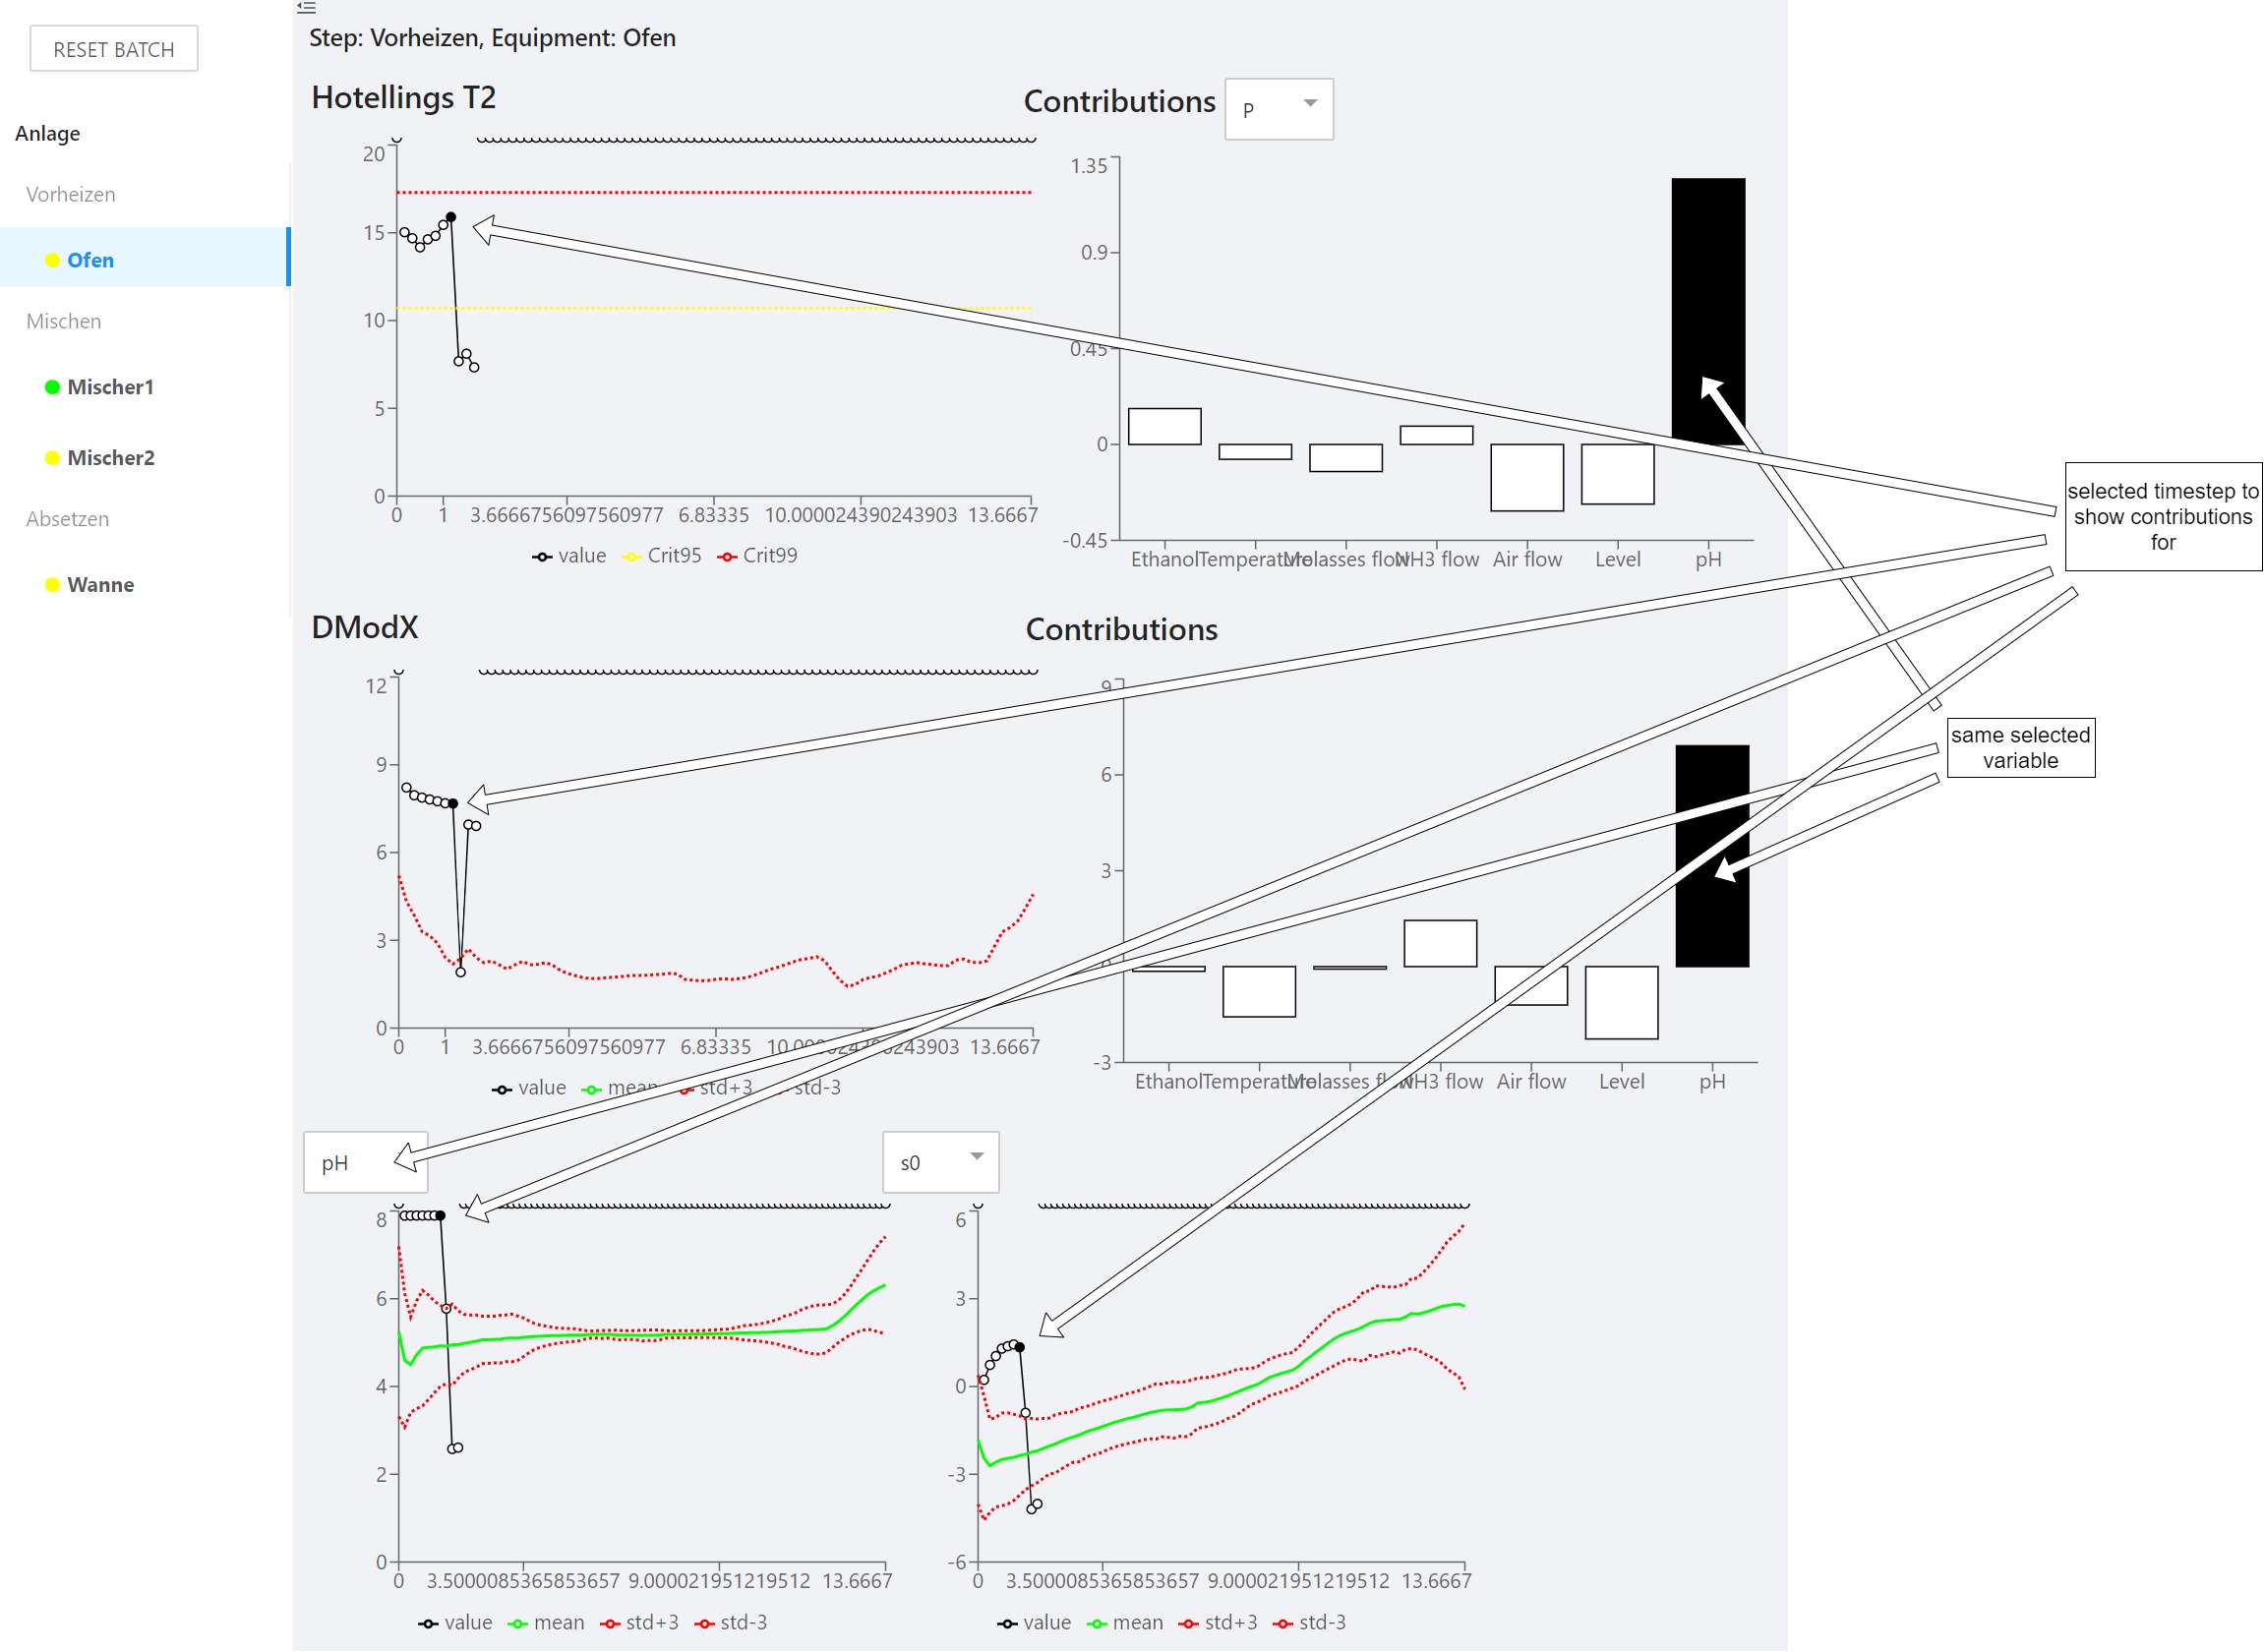 RESET BATCH
Anlage
Vorheizen
Ofen
Mischen
Mischer1
Mischer2
Absetzen
Wanne
Step: Vorheizen, Equipment: Ofen
Hotellings T2
20
15
10
5
0
0 1 3.6666756097560977 6.83335 10.000024390243903 13.6667
value Crit95 Crit99
Contributions P
1.35
0.9
0.45
0
-0.45
Ethanol Temperature Molasses flow NH3 flow Air flow Level pH
selected timestep to
show contributions
for
same selected
variable
DModX
12
9
6
3
0
0 1 3.6666756097560977 6.83335 13.6667
value mean std+3 std-3
Contributions
9
6
3
-3
Ethanol Temperature Molasses flow NH3 flow Air flow Level pH
pH
8
6
4
2
0
0 3.5000085365853657 9.000021951219512 13.6667
value mean std+3 std-3
s0
6
3
0
-3
-6
0 3.5000085365853657 9.000021951219512 13.6667
value mean std+3 std-3